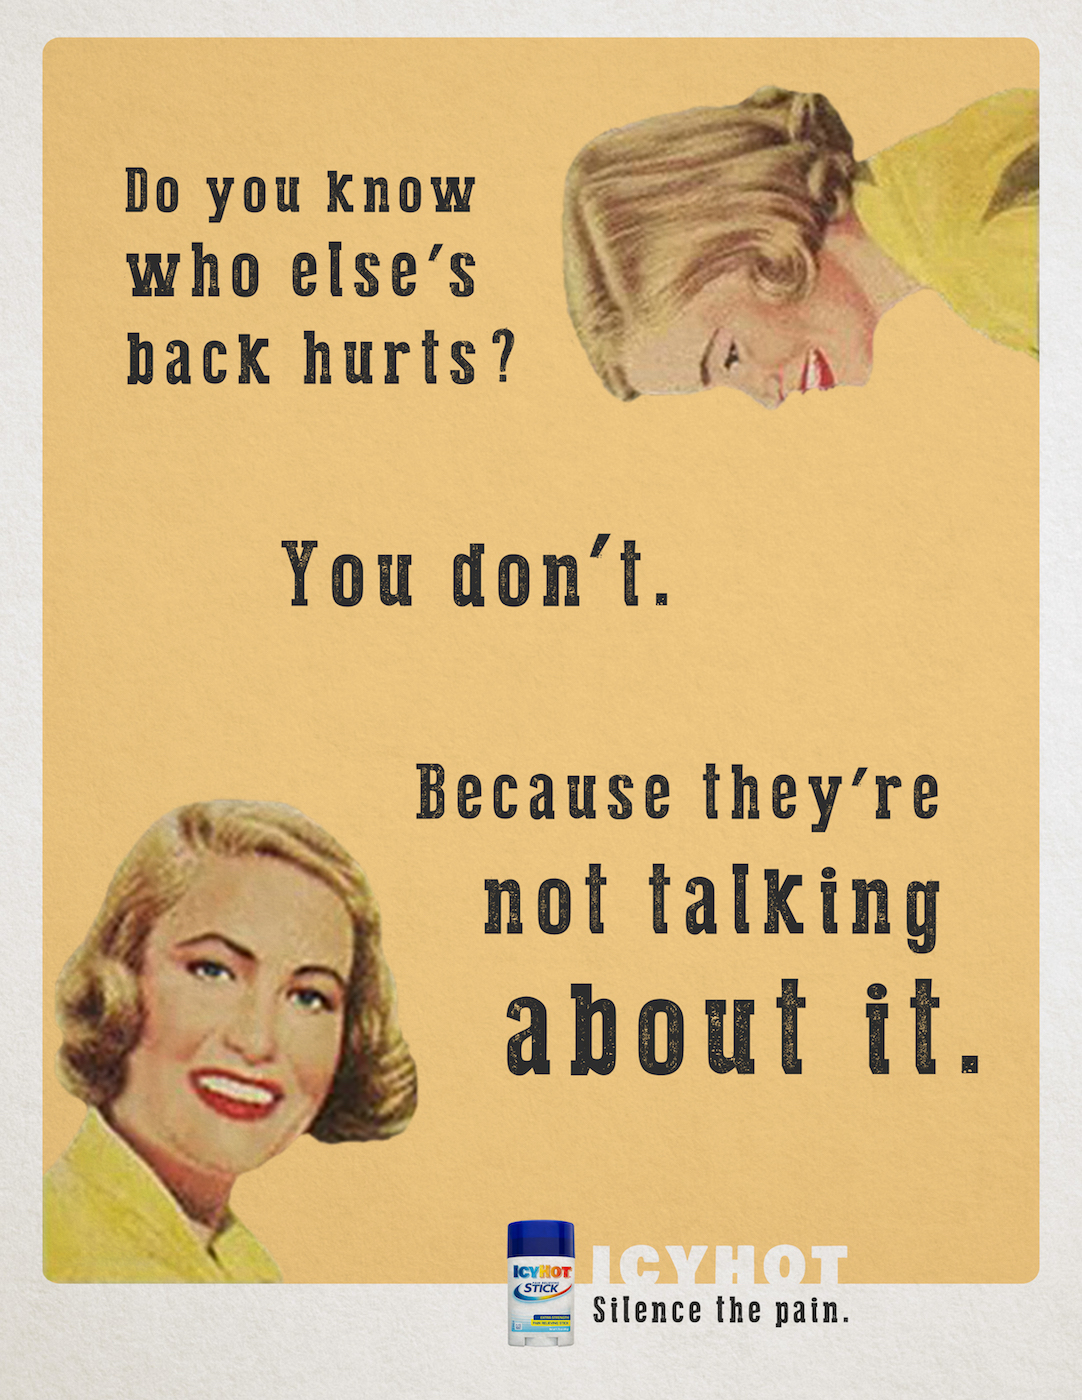 Do you know
who else's
back hurts?
You don't.
Because they're
not talking
about it.
ICYHOT
STICK
ICYHOT
Silence the pain.